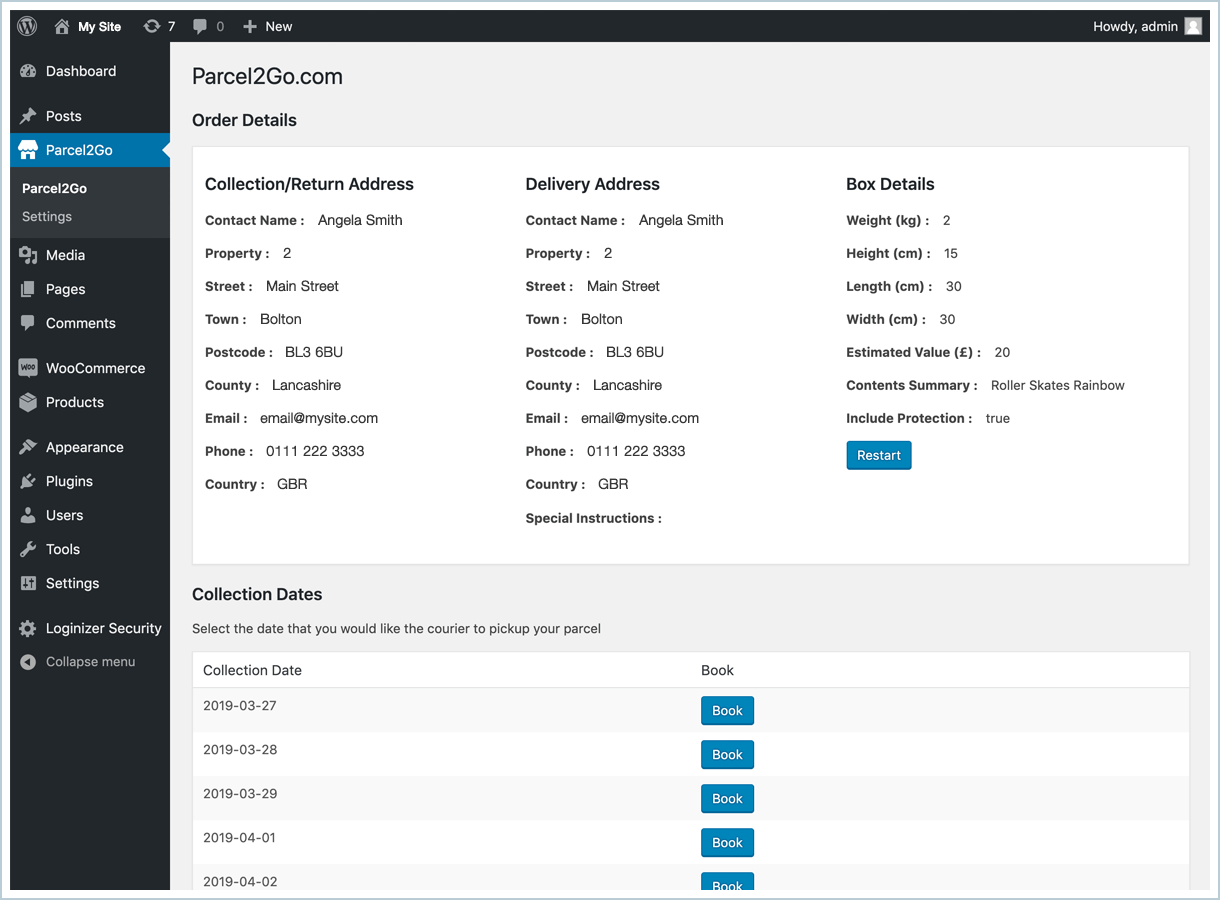 My Site
7
0
New
Howdy, admin
Dashboard
Posts
Parcel2Go
Parcel2Go
Settings
Media
Pages
Comments
WooCommerce
Products
Appearance
Plugins
Users
Tools
Settings
Loginizer Security
Collapse menu
Parcel2Go.com
Order Details
Collection/Return Address
Contact Name : Angela Smith
Property : 2
Street : Main Street
Town : Bolton
Postcode : BL3 6BU
County : Lancashire
Email : email@mysite.com
Phone : 0111 222 3333
Country : GBR
Delivery Address
Contact Name : Angela Smith
Property : 2
Street : Main Street
Town : Bolton
Postcode : BL3 6BU
County : Lancashire
Email : email@mysite.com
Phone : 0111 222 3333
Country : GBR
Special Instructions :
Box Details
Weight (kg) : 2
Height (cm) : 15
Length (cm) : 30
Width (cm) : 30
Estimated Value (£) : 20
Contents Summary : Roller Skates Rainbow
Include Protection : true
Restart
Collection Dates
Select the date that you would like the courier to pickup your parcel
Collection Date Book
2019-03-27 Book
2019-03-28 Book
2019-03-29 Book
2019-04-01 Book
2019-04-02 Book